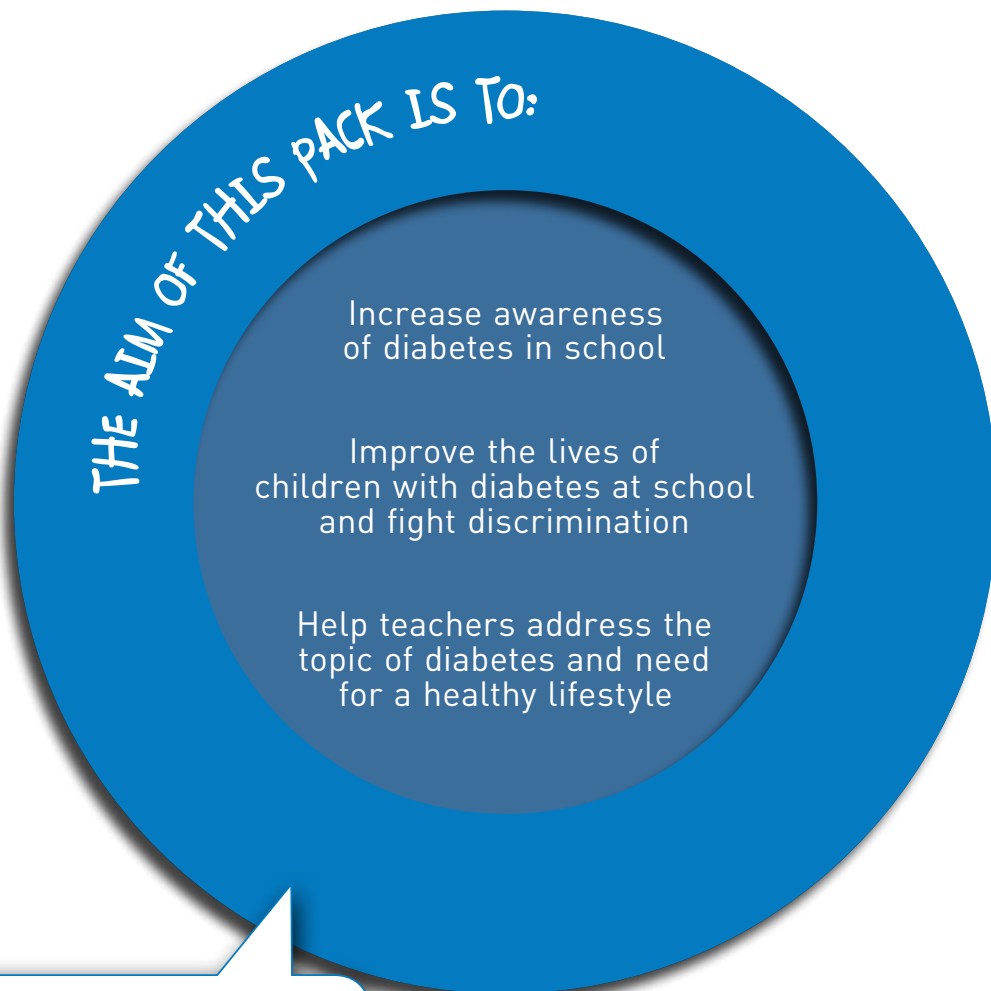 THE AIM OF THIS PACK IS TO:
Increase awareness
of diabetes in school
Improve the lives of
children with diabetes at school
and fight discrimination
Help teachers address the
topic of diabetes and need
for a healthy lifestyle